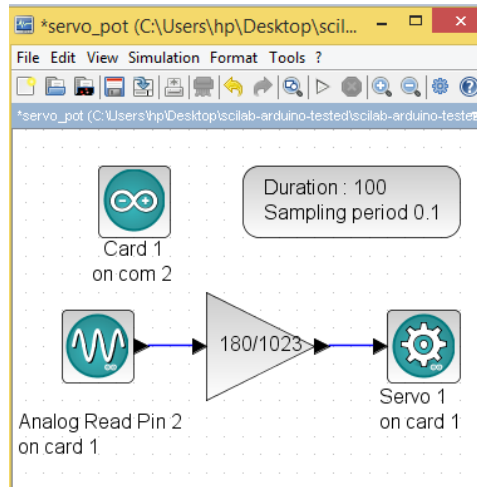 *servo_pot (C:\Users\hp\Desktop\scil...
File Edit View Simulation Format Tools ?
*servo_pot (C:\Users\hp\Desktop\scilab-arduino-tested\scilab-arduino-teste
Duration : 100
Sampling period 0.1
Card 1
on com 2
180/1023
Analog Read Pin 2
on card 1
Servo 1
on card 1